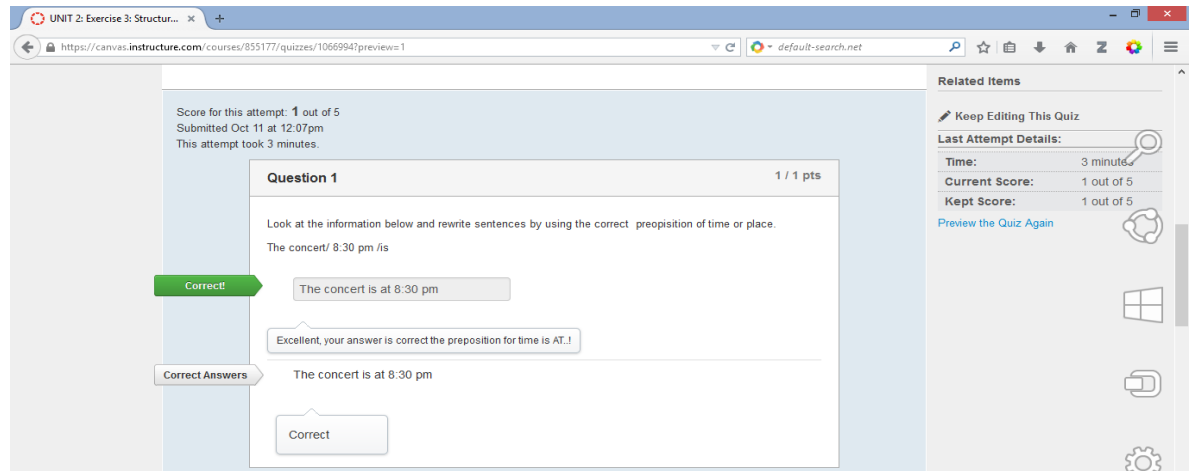 UNIT 2: Exercise 3: Structur...
https://canvas.instructure.com/courses/855177/quizzes/1066994?preview=1
default-search.net
Score for this attempt: 1 out of 5
Submitted Oct 11 at 12:07pm
This attempt took 3 minutes.
Question 1
1 / 1 pts
Look at the information below and rewrite sentences by using the correct preopisition of time or place.
The concert/ 8:30 pm /is
Correct!
The concert is at 8:30 pm
Excellent, your answer is correct the preposition for time is AT..!
Correct Answers
The concert is at 8:30 pm
Correct
Related Items
Keep Editing This Quiz
Last Attempt Details:
Time: 3 minutes
Current Score: 1 out of 5
Kept Score: 1 out of 5
Preview the Quiz Again